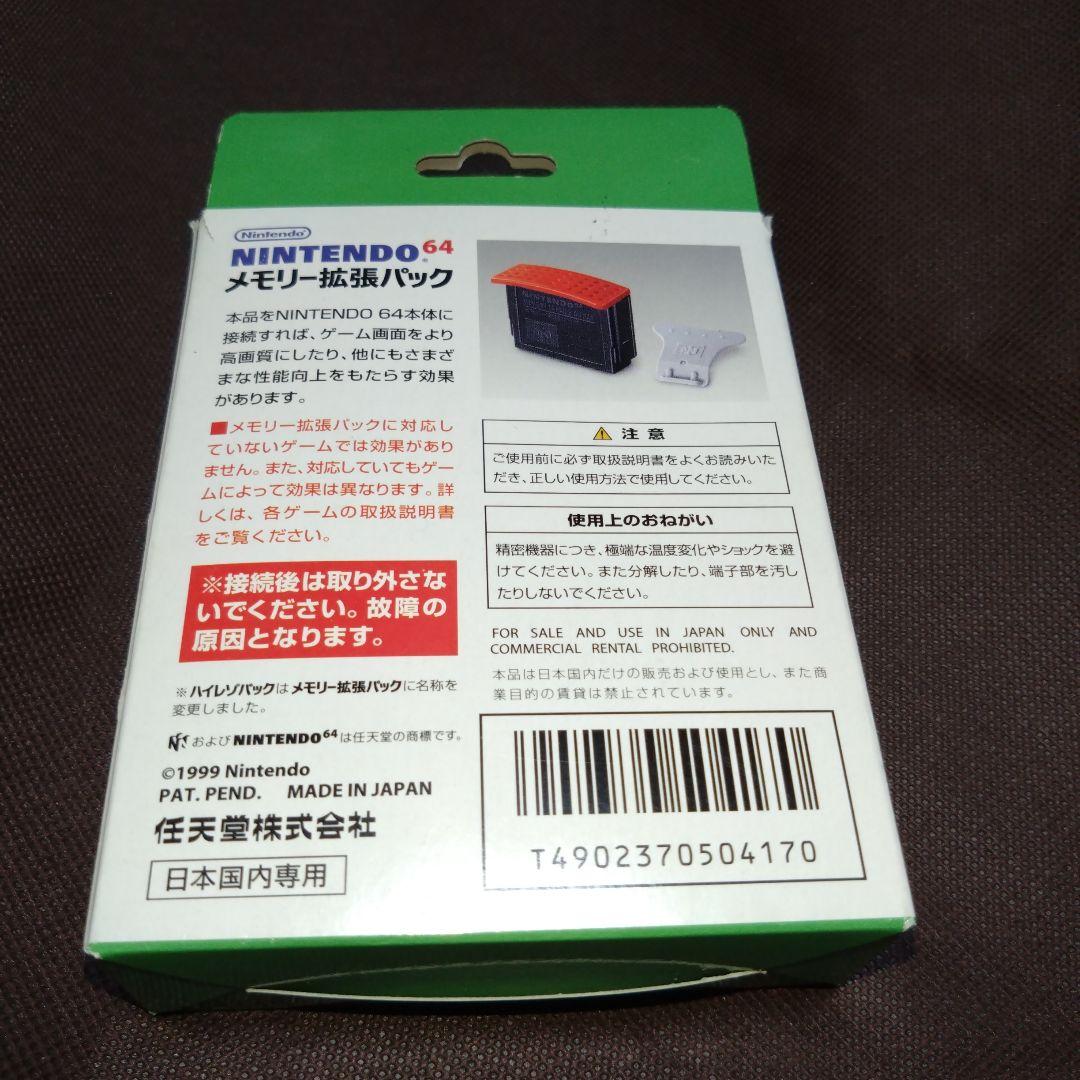 Nintendo
NINTENDO64
メモリー拡張パック
本品をNINTENDO 64本体に
接続すれば、ゲーム画面をより
高画質にしたり、他にもさまざ
まな性能向上をもたらす効果
があります。
■メモリー拡張パックに対応し
ていないゲームでは効果があり
ません。また、対応していてもゲー
ムによって効果は異なります。詳
しくは、各ゲームの取扱説明書
をご覧ください。
※接続後は取り外さな
いでください。故障の
原因となります。
※ハイレゾパックはメモリー拡張パックに名称を
変更しました。
およびNINTENDO64は任天堂の商標です。
©1999 Nintendo
PAT. PEND. MADE IN JAPAN
任天堂株式会社
日本国内専用
NINTENDO64
注意
ご使用前に必ず取扱説明書をよくお読みいた
だき、正しい使用方法で使用してください。
使用上のおねがい
精密機器につき、極端な温度変化やショックを避
けてください。また分解したり、端子部を汚し
たりしないでください。
FOR SALE AND USE IN JAPAN ONLY AND
COMMERCIAL RENTAL PROHIBITED.
本品は日本国内だけの販売および使用とし、また商
業目的の賃貸は禁止されています。
T4902370504170